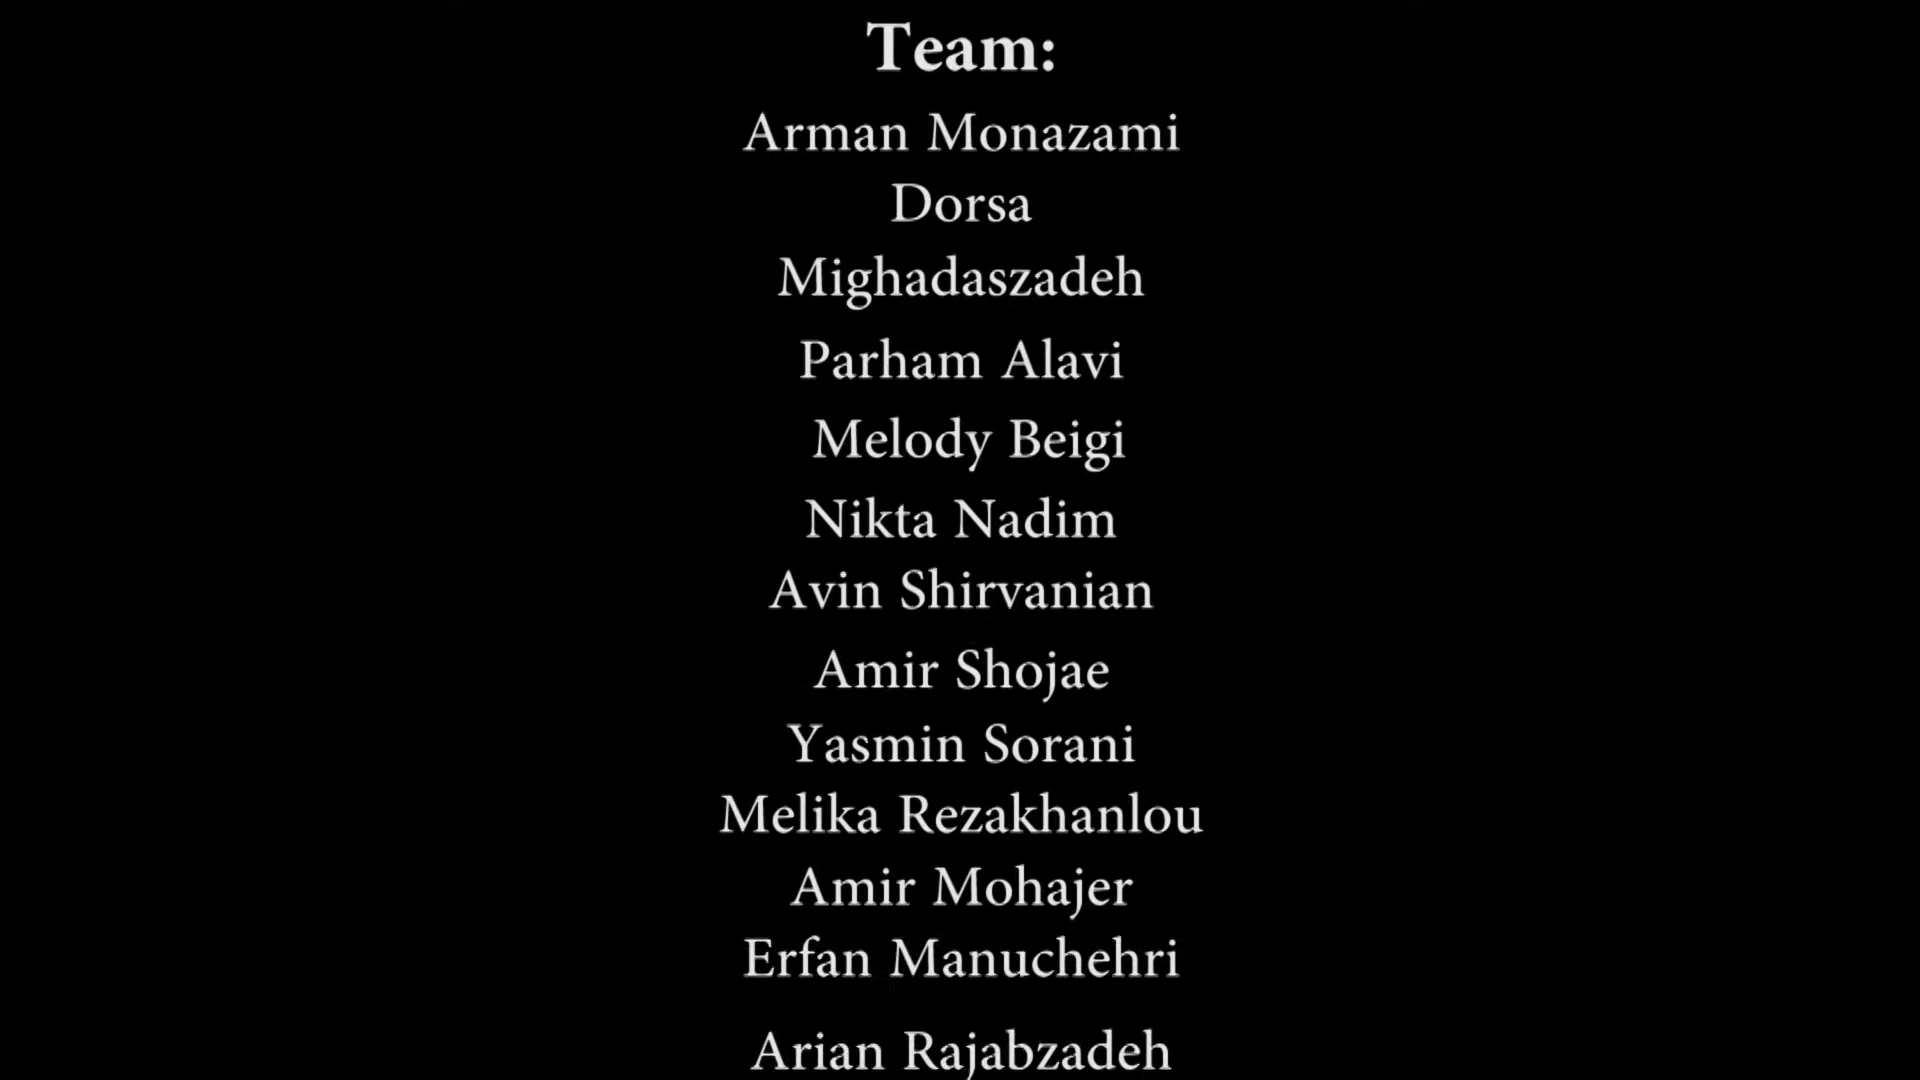 Team:
Arman Monazami
Dorsa
Mighadaszadeh
Parham Alavi
Melody Beigi
Nikta Nadim
Avin Shirvanian
Amir Shojae
Yasmin Sorani
Melika Rezakhanlou
Amir Mohajer
Erfan Manuchehri
Arian Rajabzadeh